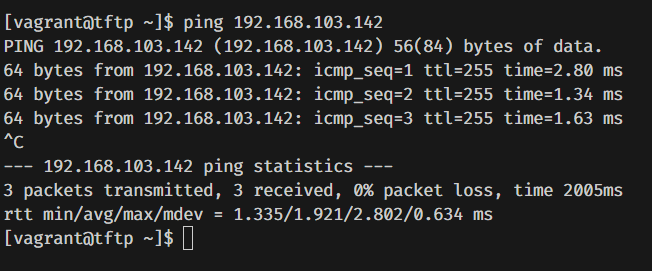 [vagrant@tftp ~]$ ping 192.168.103.142
PING 192.168.103.142 (192.168.103.142) 56(84) bytes of data.
64 bytes from 192.168.103.142: icmp_seq=1 ttl=255 time=2.80 ms
64 bytes from 192.168.103.142: icmp_seq=2 ttl=255 time=1.34 ms
64 bytes from 192.168.103.142: icmp_seq=3 ttl=255 time=1.63 ms
^C
--- 192.168.103.142 ping statistics ---
3 packets transmitted, 3 received, 0% packet loss, time 2005ms
rtt min/avg/max/mdev = 1.335/1.921/2.802/0.634 ms
[vagrant@tftp ~]$